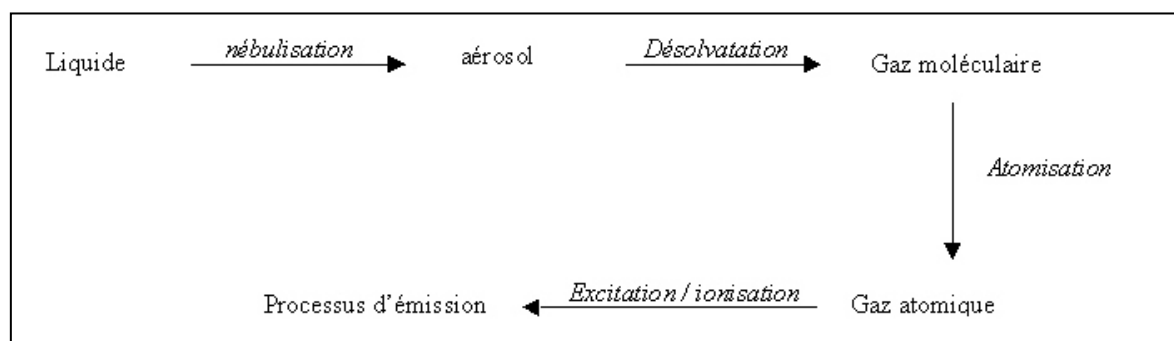 Liquide nébulisation aérosol Désolvatation Gaz moléculaire
Atomisation
Processus d'émission Excitation / ionisation Gaz atomique